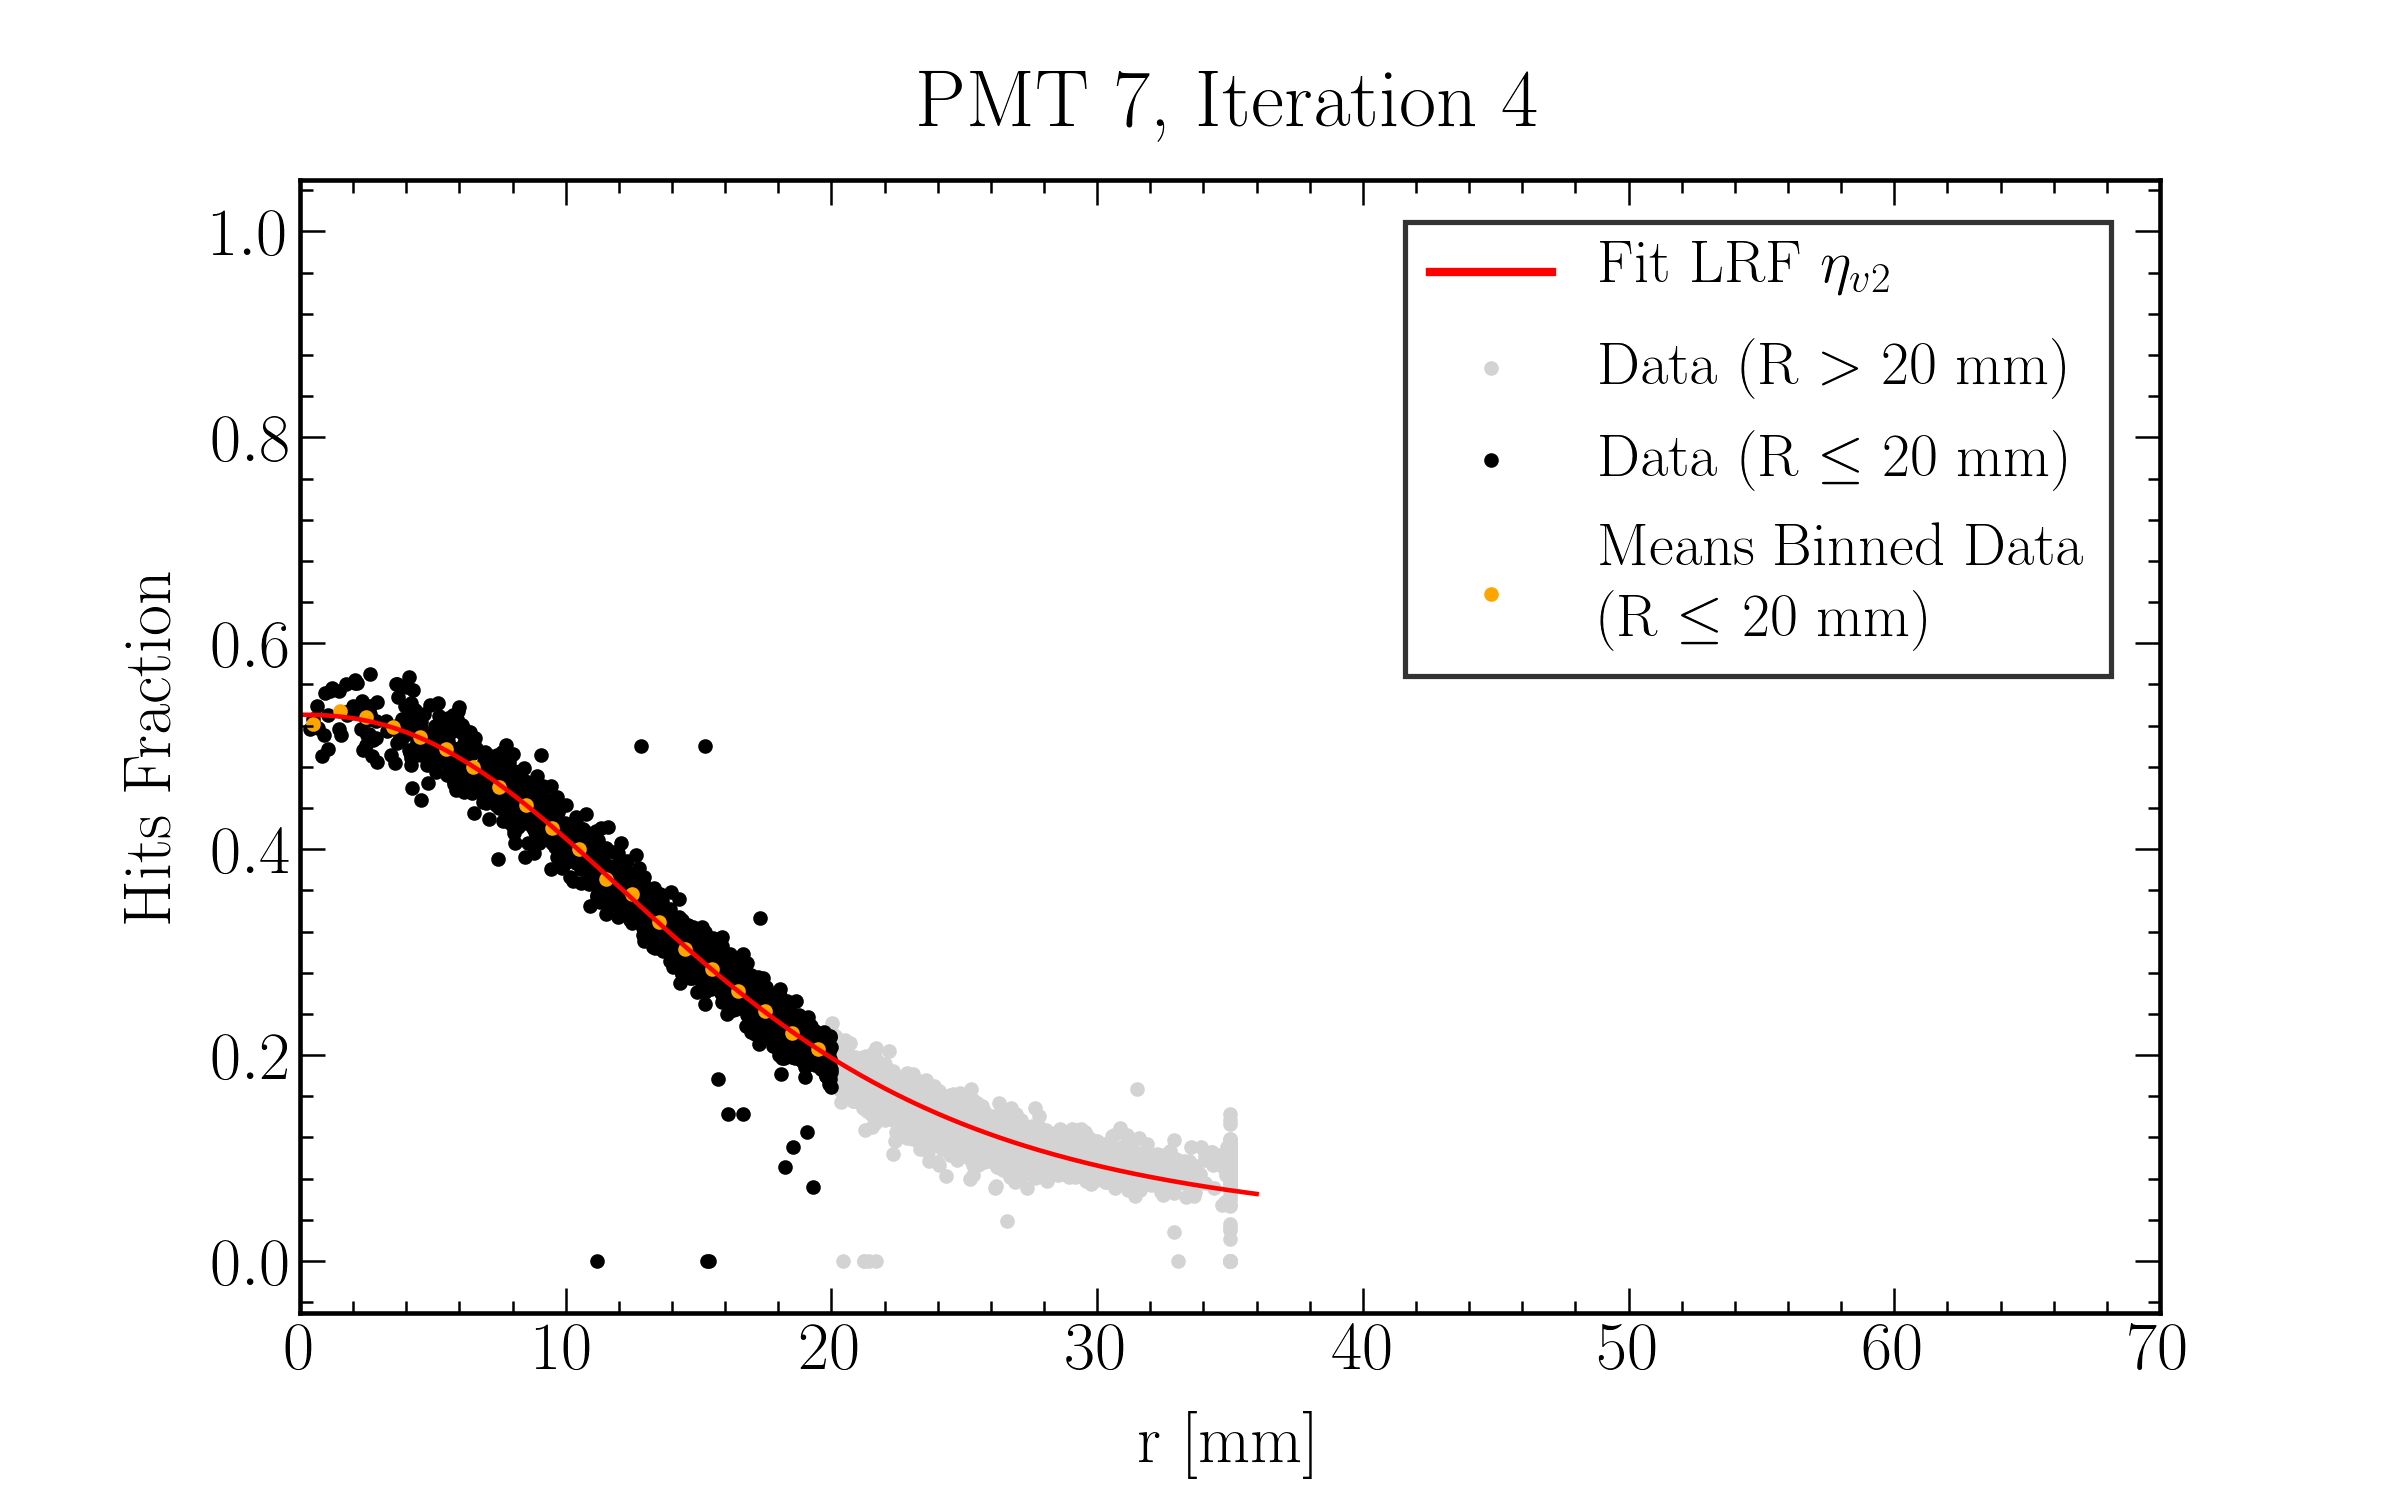 PMT 7, Iteration 4
Hits Fraction
1.0
0.8
0.6
0.4
0.2
0.0
Fit LRF η_{v2}
Data (R > 20 mm)
Data (R ≤ 20 mm)
Means Binned Data
(R ≤ 20 mm)
0 10 20 30 40 50 60 70
r [mm]